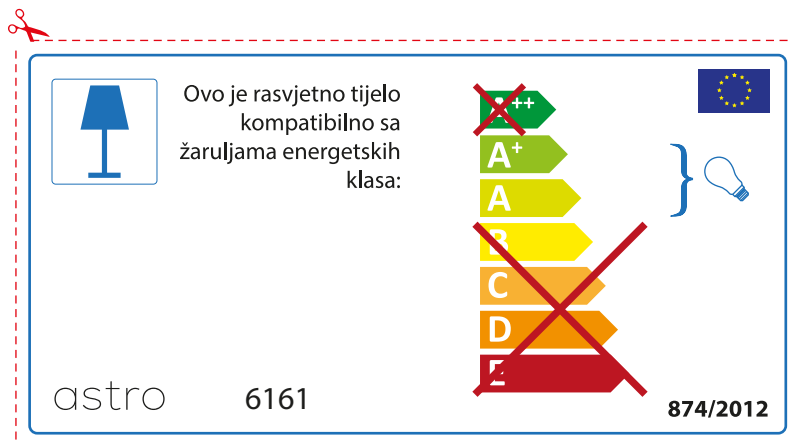 Ovo je rasvjetno tijelo
kompatibilno sa
žaruljama energetskih
klasa:
A++
A+
A
B
C
D
E
astro
6161
874/2012